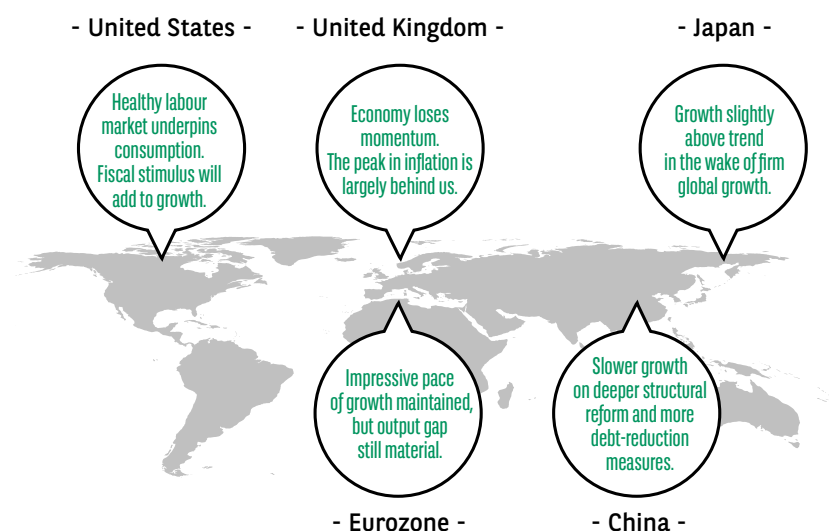 - United States -
Healthy labour
market underpins
consumption.
Fiscal stimulus will
add to growth.
- United Kingdom -
Economy loses
momentum.
The peak in inflation is
largely behind us.
- Japan -
Growth slightly
above trend
in the wake of firm
global growth.
Impressive pace
of growth maintained,
but output gap
still material.
- Eurozone -
Slower growth
on deeper structural
reform and more
debt-reduction
measures.
- China -